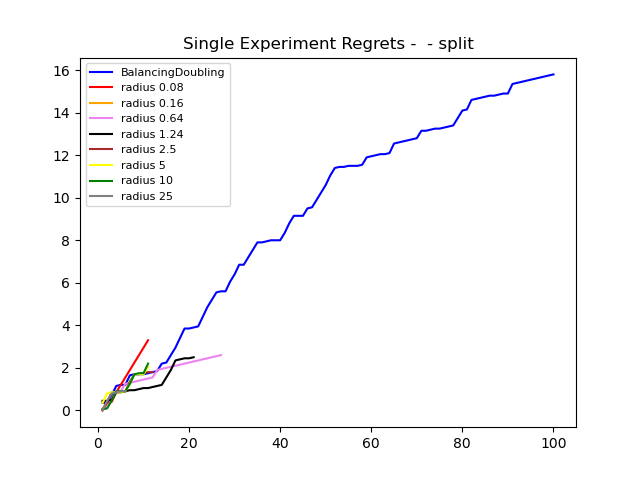 Single Experiment Regrets -  - split
BalancingDoubling
radius 0.08
radius 0.16
radius 0.64
radius 1.24
radius 2.5
radius 5
radius 10
radius 25
16
14
12
10
8
6
4
2
0
0 20 40 60 80 100